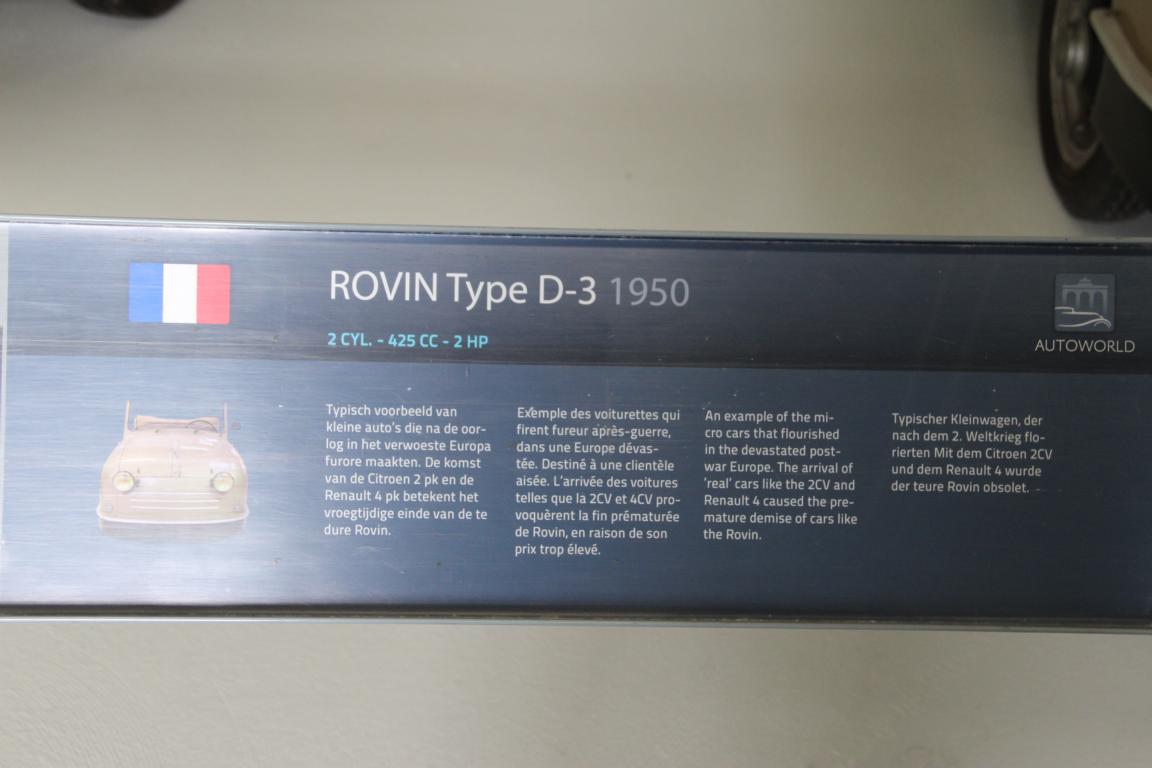 ROVIN Type D-3 1950
2 CYL. - 425 CC - 2 HP
AUTOWORLD
Typisch voorbeeld van
kleine auto's die na de oor-
log in het verwoeste Europa
furore maakten. De komst
van de Citroen 2 pk en de
Renault 4 pk betekent het
vroegtijdige einde van de te
dure Rovin.
Exemple des voiturettes qui
firent fureur après-guerre,
dans une Europe dévas-
tée. Destiné à une clientèle
aisée. L'arrivée des voitures
telles que la 2CV et 4CV pro-
voquèrent la fin prématurée
de Rovin, en raison de son
prix trop élevé.
An example of the mi-
cro cars that flourished
in the devastated post-
war Europe. The arrival of
'real' cars like the 2CV and
Renault 4 caused the pre-
mature demise of cars like
the Rovin.
Typischer Kleinwagen, der
nach dem 2. Weltkrieg flo-
rierten Mit dem Citroen 2CV
und dem Renault 4 wurde
der teure Rovin obsolet.